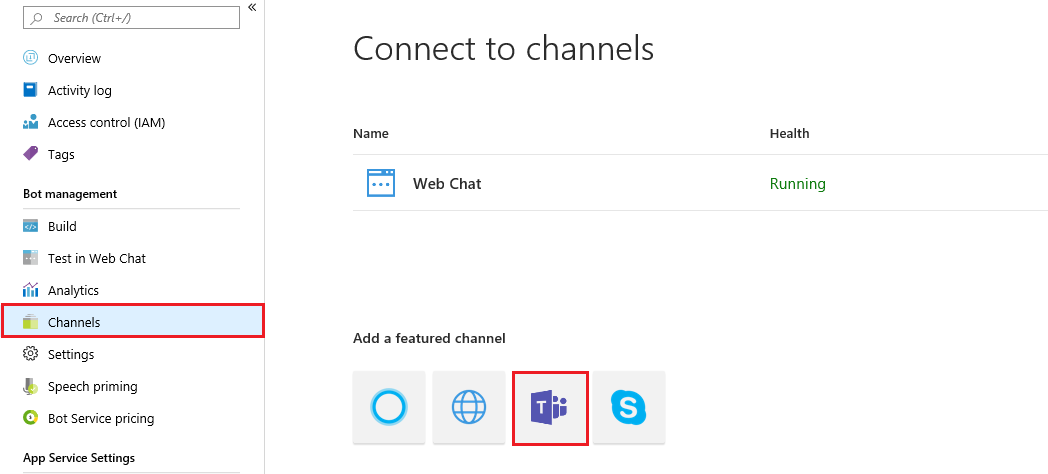 Search (Ctrl+/)
«
Overview
Activity log
Access control (IAM)
Tags
Bot management
Build
Test in Web Chat
Analytics
Channels
Settings
Speech priming
Bot Service pricing
App Service Settings
Connect to channels
Name Health
Web Chat Running
Add a featured channel
T S